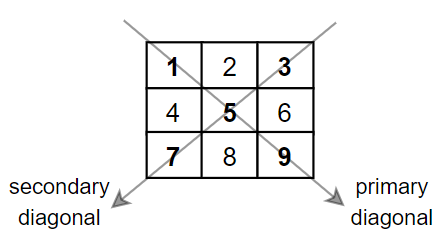 1 2 3
4 5 6
7 8 9
secondary
diagonal
primary
diagonal